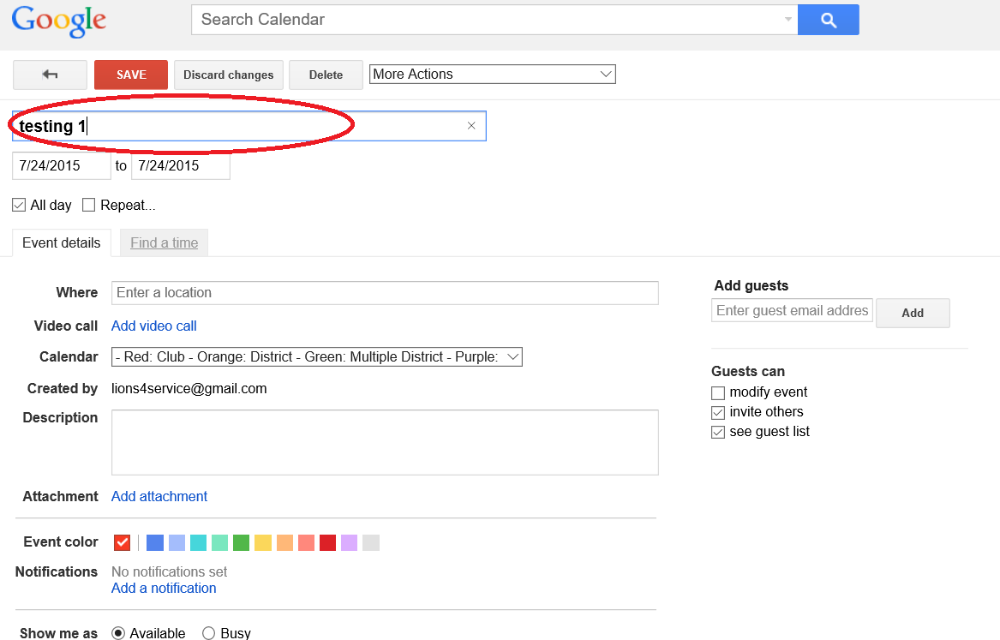 Google Search Calendar
SAVE Discard changes Delete More Actions
testing 1
7/24/2015 to 7/24/2015
All day Repeat...
Event details Find a time
Where Enter a location
Video call Add video call
Calendar - Red: Club - Orange: District - Green: Multiple District - Purple:
Created by lions4service@gmail.com
Description
Attachment Add attachment
Event color
Notifications No notifications set
Add a notification
Show me as Available Busy
Add guests
Enter guest email addres Add
Guests can
modify event
invite others
see guest list